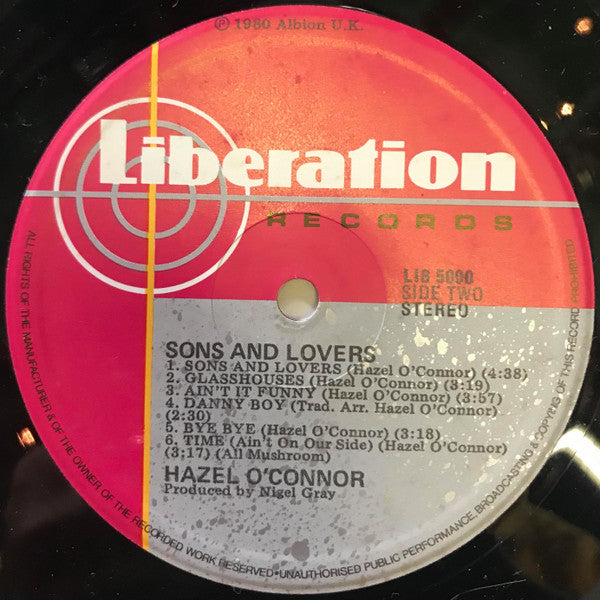 ℗ 1980 Albion U.K.
Liberation
RECORDS
LIB 5000
SIDE TWO
STEREO
SONS AND LOVERS
1. SONS AND LOVERS (Hazel O'Connor) (4:38)
2. GLASSHOUSES (Hazel O'Connor) (3:19)
3. AIN'T IT FUNNY (Hazel O'Connor) (3:57)
4. DANNY BOY (Trad. Arr. Hazel O'Connor)
(2:30)
5. BYE BYE (Hazel O'Connor) (3:18)
6. TIME (Ain't On Our Side) (Hazel O'Connor)
(3:17) (All Mushroom)
HAZEL O'CONNOR
Produced by Nigel Gray
ALL RIGHTS OF THE MANUFACTURER & OF THE OWNER OF THE RECORDED WORK RESERVED•UNAUTHORISED PUBLIC PERFORMANCE, BROADCASTING & COPYING OF THIS RECORD PROHIBITED